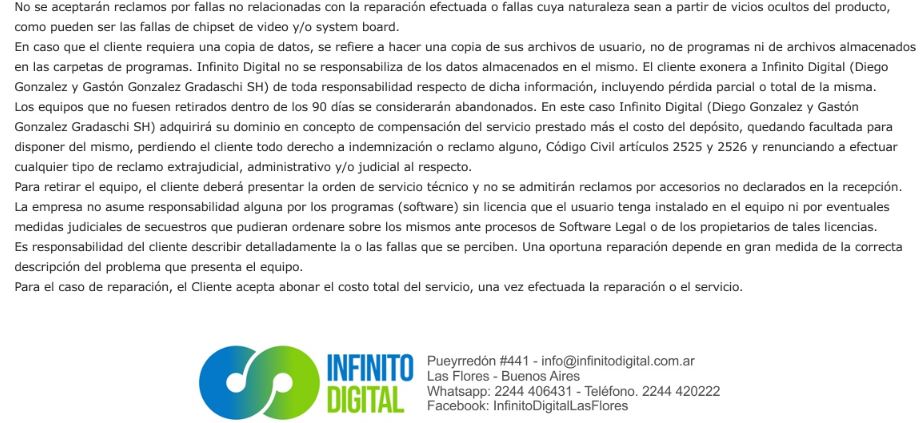 No se aceptarán reclamos por fallas no relacionadas con la reparación efectuada o fallas cuya naturaleza sean a partir de vicios ocultos del producto,
como pueden ser las fallas de chipset de video y/o system board.
En caso que el cliente requiera una copia de datos, se refiere a hacer una copia de sus archivos de usuario, no de programas ni de archivos almacenados
en las carpetas de programas. Infinito Digital no se responsabiliza de los datos almacenados en el mismo. El cliente exonera a Infinito Digital (Diego
Gonzalez y Gastón Gonzalez Gradaschi SH) de toda responsabilidad respecto de dicha información, incluyendo pérdida parcial o total de la misma.
Los equipos que no fuesen retirados dentro de los 90 días se considerarán abandonados. En este caso Infinito Digital (Diego Gonzalez y Gastón
Gonzalez Gradaschi SH) adquirirá su dominio en concepto de compensación del servicio prestado más el costo del depósito, quedando facultada para
disponer del mismo, perdiendo el cliente todo derecho a indemnización o reclamo alguno, Código Civil artículos 2525 y 2526 y renunciando a efectuar
cualquier tipo de reclamo extrajudicial, administrativo y/o judicial al respecto.
Para retirar el equipo, el cliente deberá presentar la orden de servicio técnico y no se admitirán reclamos por accesorios no declarados en la recepción.
La empresa no asume responsabilidad alguna por los programas (software) sin licencia que el usuario tenga instalado en el equipo ni por eventuales
medidas judiciales de secuestros que pudieran ordenare sobre los mismos ante procesos de Software Legal o de los propietarios de tales licencias.
Es responsabilidad del cliente describir detalladamente la o las fallas que se perciben. Una oportuna reparación depende en gran medida de la correcta
descripción del problema que presenta el equipo.
Para el caso de reparación, el Cliente acepta abonar el costo total del servicio, una vez efectuada la reparación o el servicio.
INFINITO
DIGITAL
Pueyrredón #441 - info@infinitodigital.com.ar
Las Flores - Buenos Aires
Whatsapp: 2244 406431 - Teléfono. 2244 420222
Facebook: InfinitoDigitalLasFlores